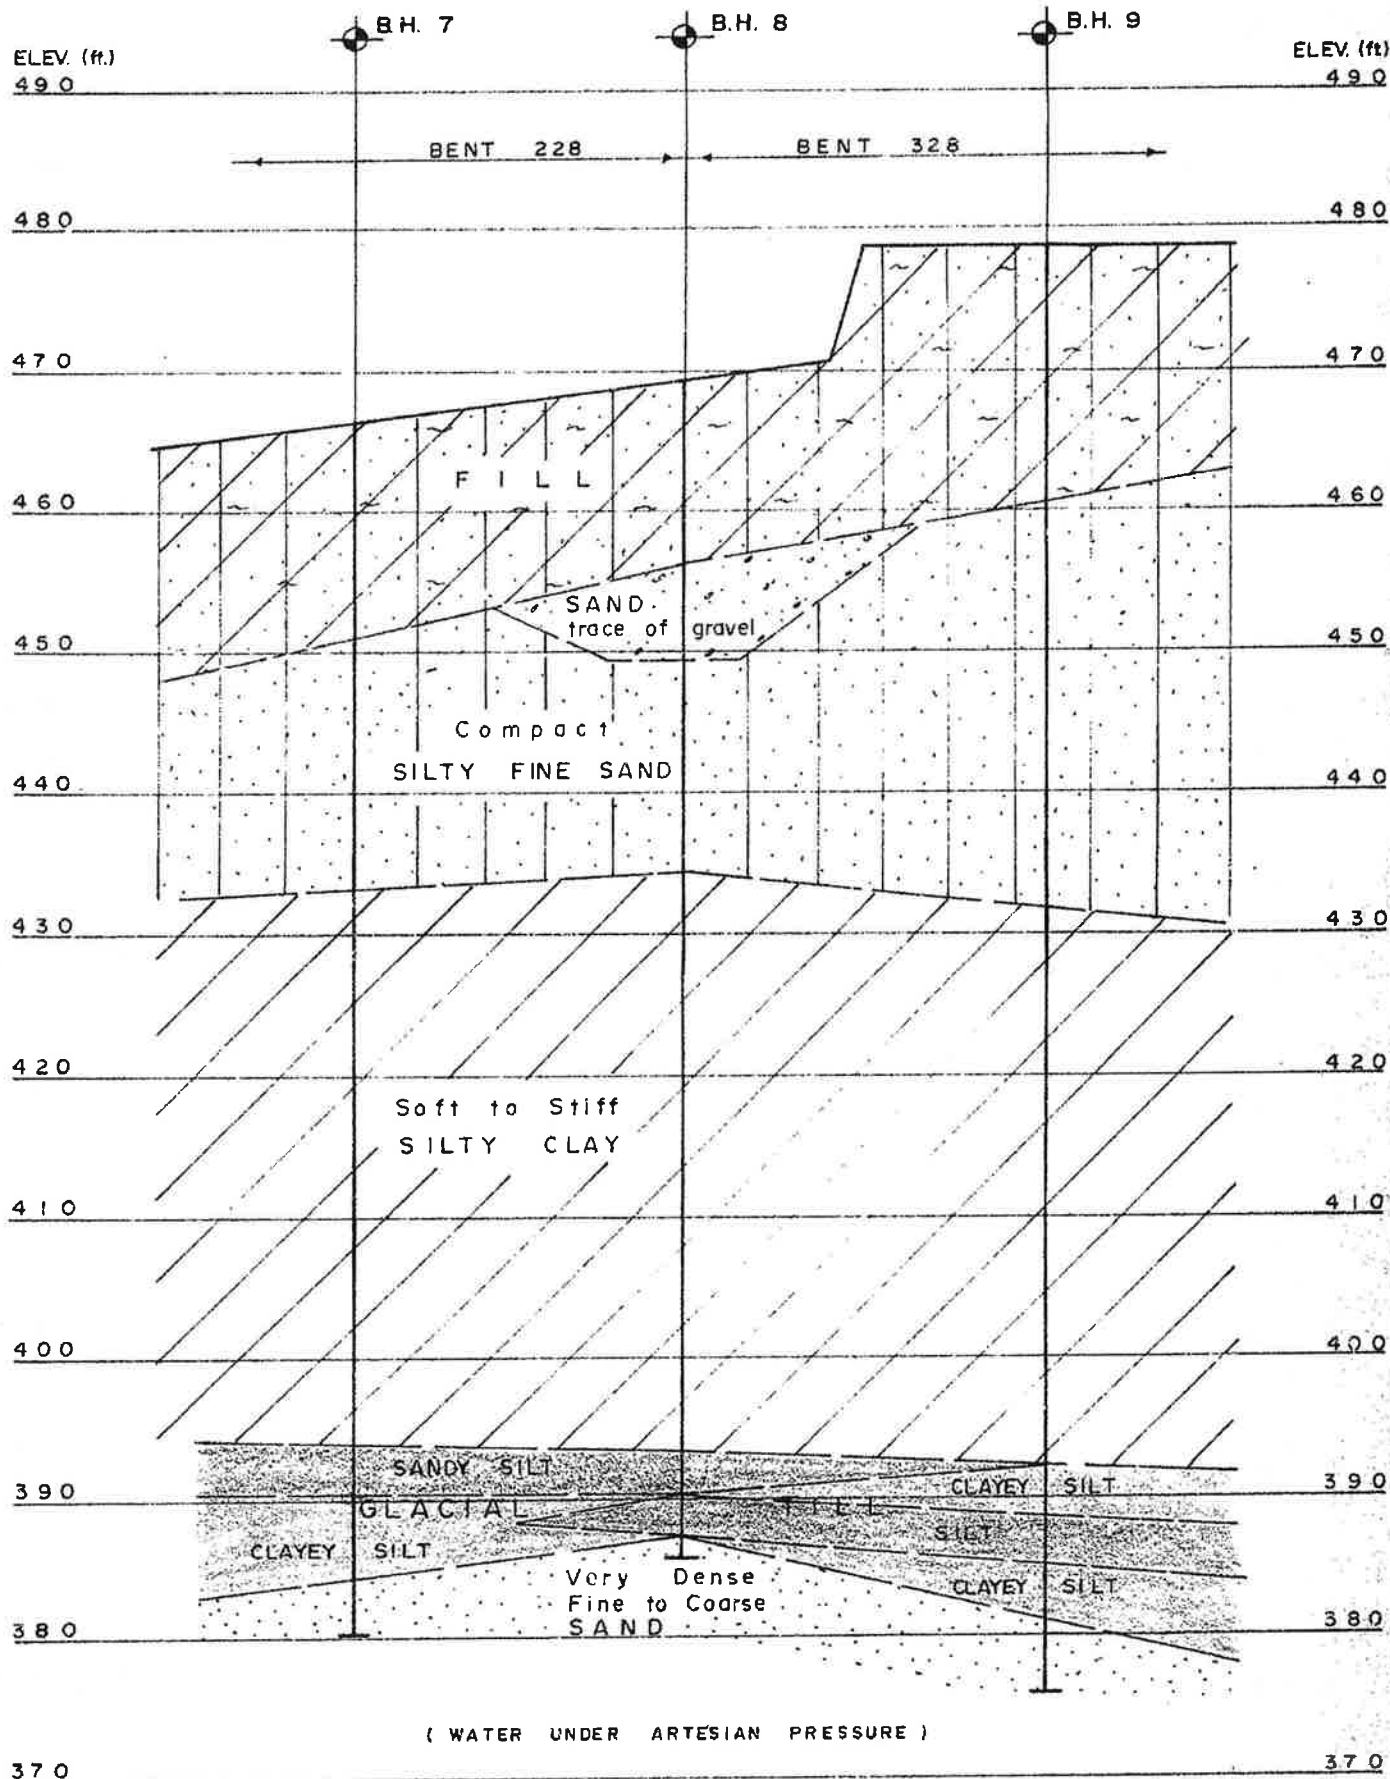 B.H. 7
B.H. 8
B.H. 9
ELEV. (ft.)
ELEV. (ft)
490
490
BENT 228
BENT 328
480
480
470
470
FILL
460
460
SAND
trace of gravel
450
450
Compact
SILTY FINE SAND
440
440
430
430
420
420
Soft to Stiff
SILTY CLAY
410
410
400
400
SANDY SILT
CLAYEY SILT
390
390
GLACIAL TILL
SILT
CLAYEY SILT
CLAYEY SILT
Very Dense
Fine to Coarse
SAND
380
380
( WATER UNDER ARTESIAN PRESSURE )
370
370